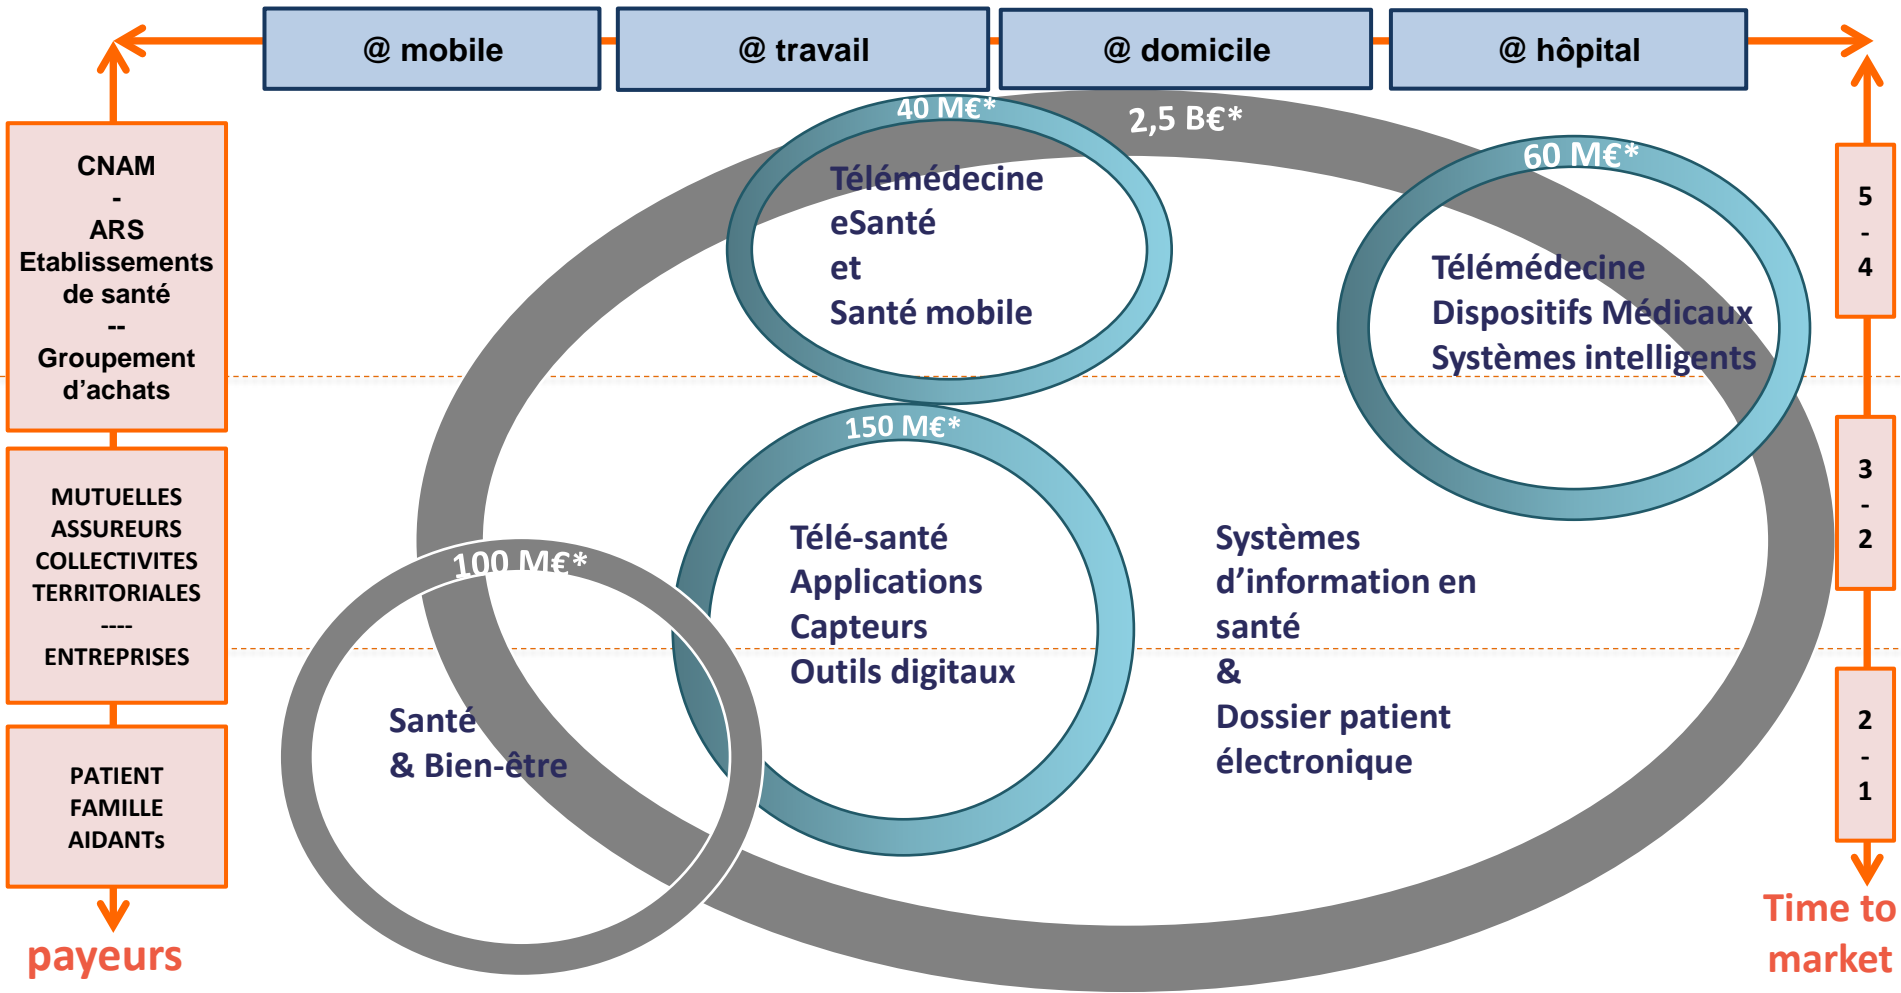 @ mobile
@ travail
@ domicile
@ hôpital
CNAM
-
ARS
Etablissements
de santé
--
Groupement
d’achats
MUTUELLES
ASSUREURS
COLLECTIVITES
TERRITORIALES
----
ENTREPRISES
PATIENT
FAMILLE
AIDANTs
payeurs
40 M€*
Télémédecine
eSanté
et
Santé mobile
2,5 B€*
60 M€*
Télémédecine
Dispositifs Médicaux
Systèmes intelligents
150 M€*
Télé-santé
Applications
Capteurs
Outils digitaux
Systèmes
d’information en
santé
&
Dossier patient
électronique
100 M€*
Santé
& Bien-être
5
-
4
3
-
2
2
-
1
Time to
market